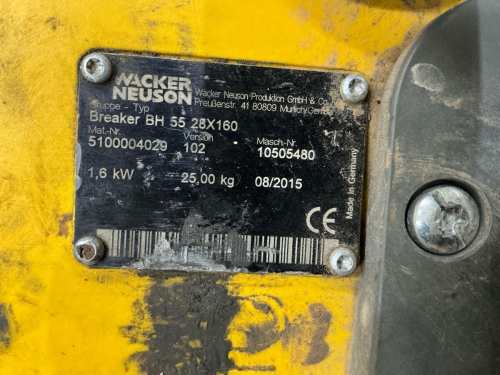 WACKER
NEUSON
Wacker Neuson Produktion GmbH & Co.
Preußenstr. 41 80809 Munich/Germany
Gruppe - Typ
Breaker BH 55 28X160
Mat.-Nr. Version Masch.-Nr.
5100004029 102 10505480
1,6 kW 25,00 kg 08/2015
Made in Germany
CE